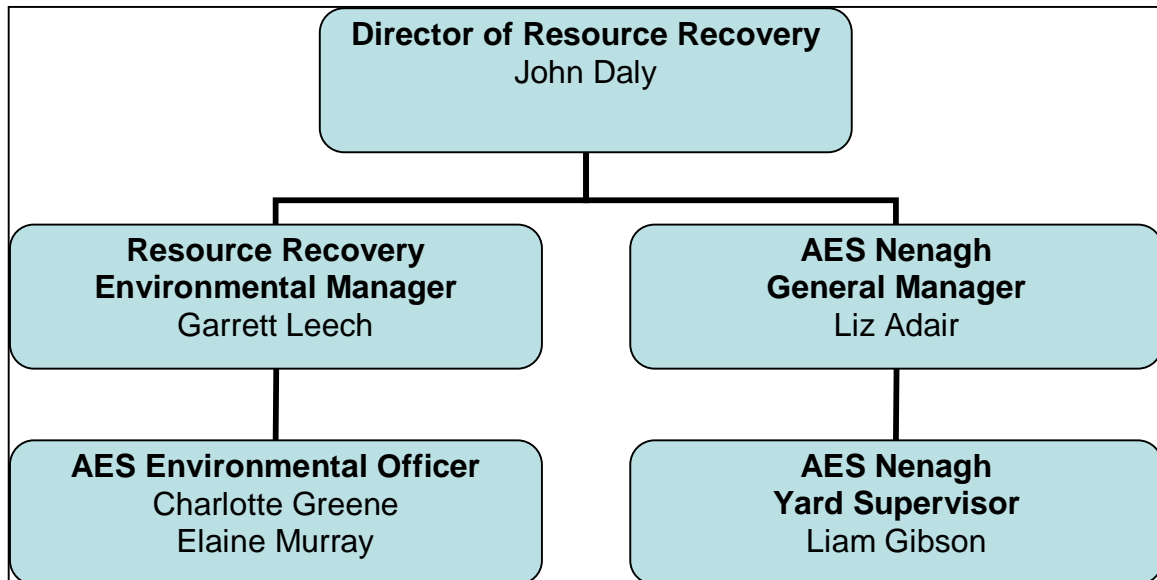 Director of Resource Recovery
John Daly
Resource Recovery
Environmental Manager
Garrett Leech
AES Nenagh
General Manager
Liz Adair
AES Environmental Officer
Charlotte Greene
Elaine Murray
AES Nenagh
Yard Supervisor
Liam Gibson